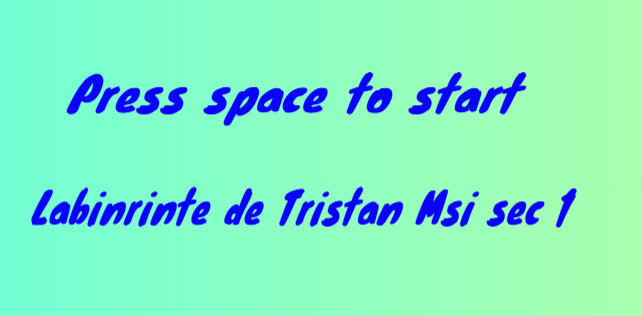 Press space to start
Labinrinte de Tristan Msi sec 1